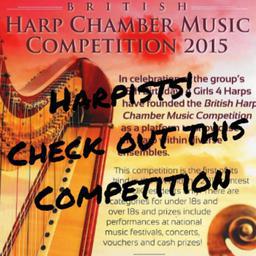 BRITISH
HARP CHAMBER MUSIC
COMPETITION 2015
Harpists!
Check out this
Competition
In celebration of the group's
Girls 4 Harps
have founded the British Harp
Chamber Music Competition
as a platform
within
ensembles.
This competition is the first of its
There are
categories for under 18s and
over 18s and prizes include
performances at national
music festivals, concerts,
vouchers and cash prizes!